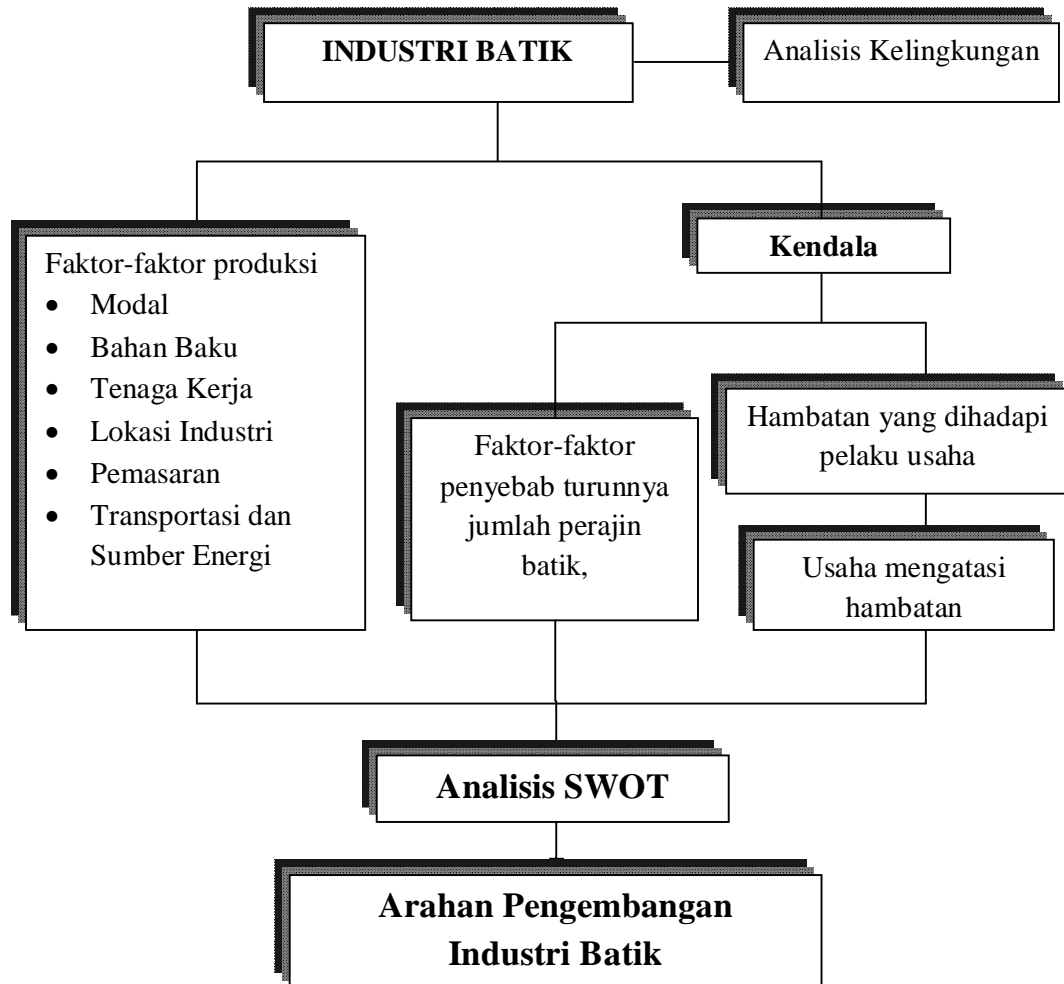 INDUSTRI BATIK
Analisis Kelingkungan
Faktor-faktor produksi
• Modal
• Bahan Baku
• Tenaga Kerja
• Lokasi Industri
• Pemasaran
• Transportasi dan
Sumber Energi
Kendala
Faktor-faktor
penyebab turunnya
jumlah perajin
batik,
Hambatan yang dihadapi
pelaku usaha
Usaha mengatasi
hambatan
Analisis SWOT
Arahan Pengembangan
Industri Batik